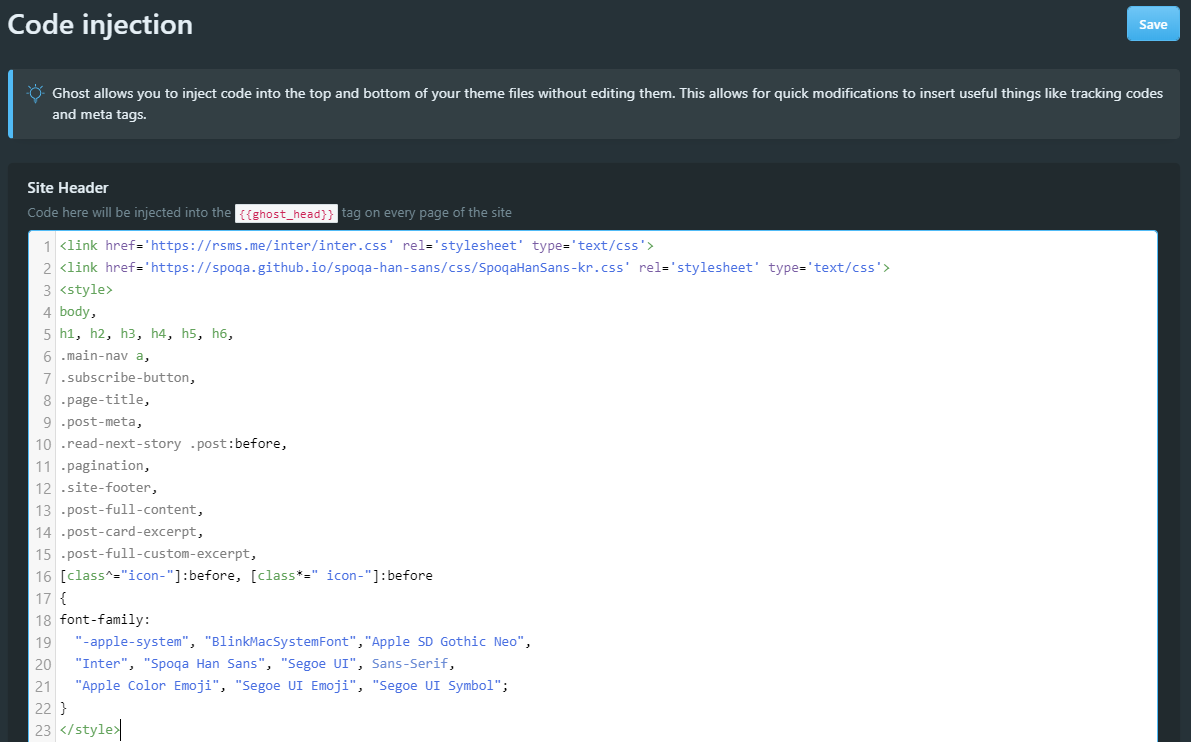 Code injection
Save
Ghost allows you to inject code into the top and bottom of your theme files without editing them. This allows for quick modifications to insert useful things like tracking codes
and meta tags.
Site Header
Code here will be injected into the {{ghost_head}} tag on every page of the site
1 <link href='https://rsms.me/inter/inter.css' rel='stylesheet' type='text/css'>
2 <link href='https://spoqa.github.io/spoqa-han-sans/css/SpoqaHanSans-kr.css' rel='stylesheet' type='text/css'>
3 <style>
4 body,
5 h1, h2, h3, h4, h5, h6,
6 .main-nav a,
7 .subscribe-button,
8 .page-title,
9 .post-meta,
10 .read-next-story .post:before,
11 .pagination,
12 .site-footer,
13 .post-full-content,
14 .post-card-excerpt,
15 .post-full-custom-excerpt,
16 [class^="icon-"]:before, [class*=" icon-"]:before
17 {
18 font-family:
19   "-apple-system", "BlinkMacSystemFont","Apple SD Gothic Neo",
20   "Inter", "Spoqa Han Sans", "Segoe UI", Sans-Serif,
21   "Apple Color Emoji", "Segoe UI Emoji", "Segoe UI Symbol";
22 }
23 </style>